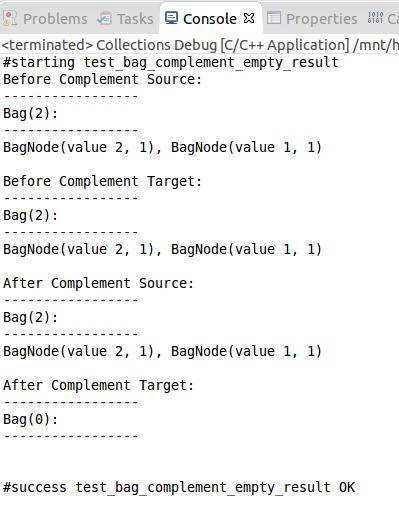 Problems Tasks Console Properties
<terminated> Collections Debug [C/C++ Application] /mnt/h
#starting test_bag_complement_empty_result
Before Complement Source:
-----------------
Bag(2):
-----------------
BagNode(value 2, 1), BagNode(value 1, 1)
Before Complement Target:
-----------------
Bag(2):
-----------------
BagNode(value 2, 1), BagNode(value 1, 1)
After Complement Source:
-----------------
Bag(2):
-----------------
BagNode(value 2, 1), BagNode(value 1, 1)
After Complement Target:
-----------------
Bag(0):
-----------------
#success test_bag_complement_empty_result OK